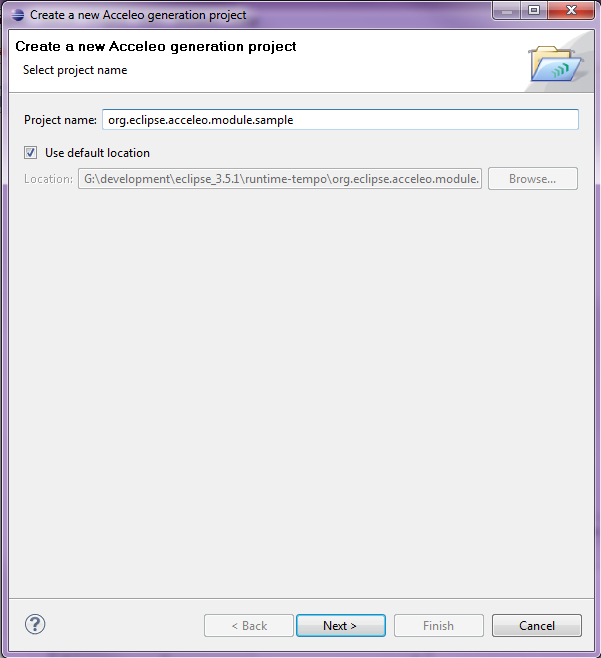 Create a new Acceleo generation project
Create a new Acceleo generation project
Select project name
Project name: org.eclipse.acceleo.module.sample
Use default location
Location: G:\development\eclipse_3.5.1\runtime-tempo\org.eclipse.acceleo.module. Browse...
? < Back Next > Finish Cancel